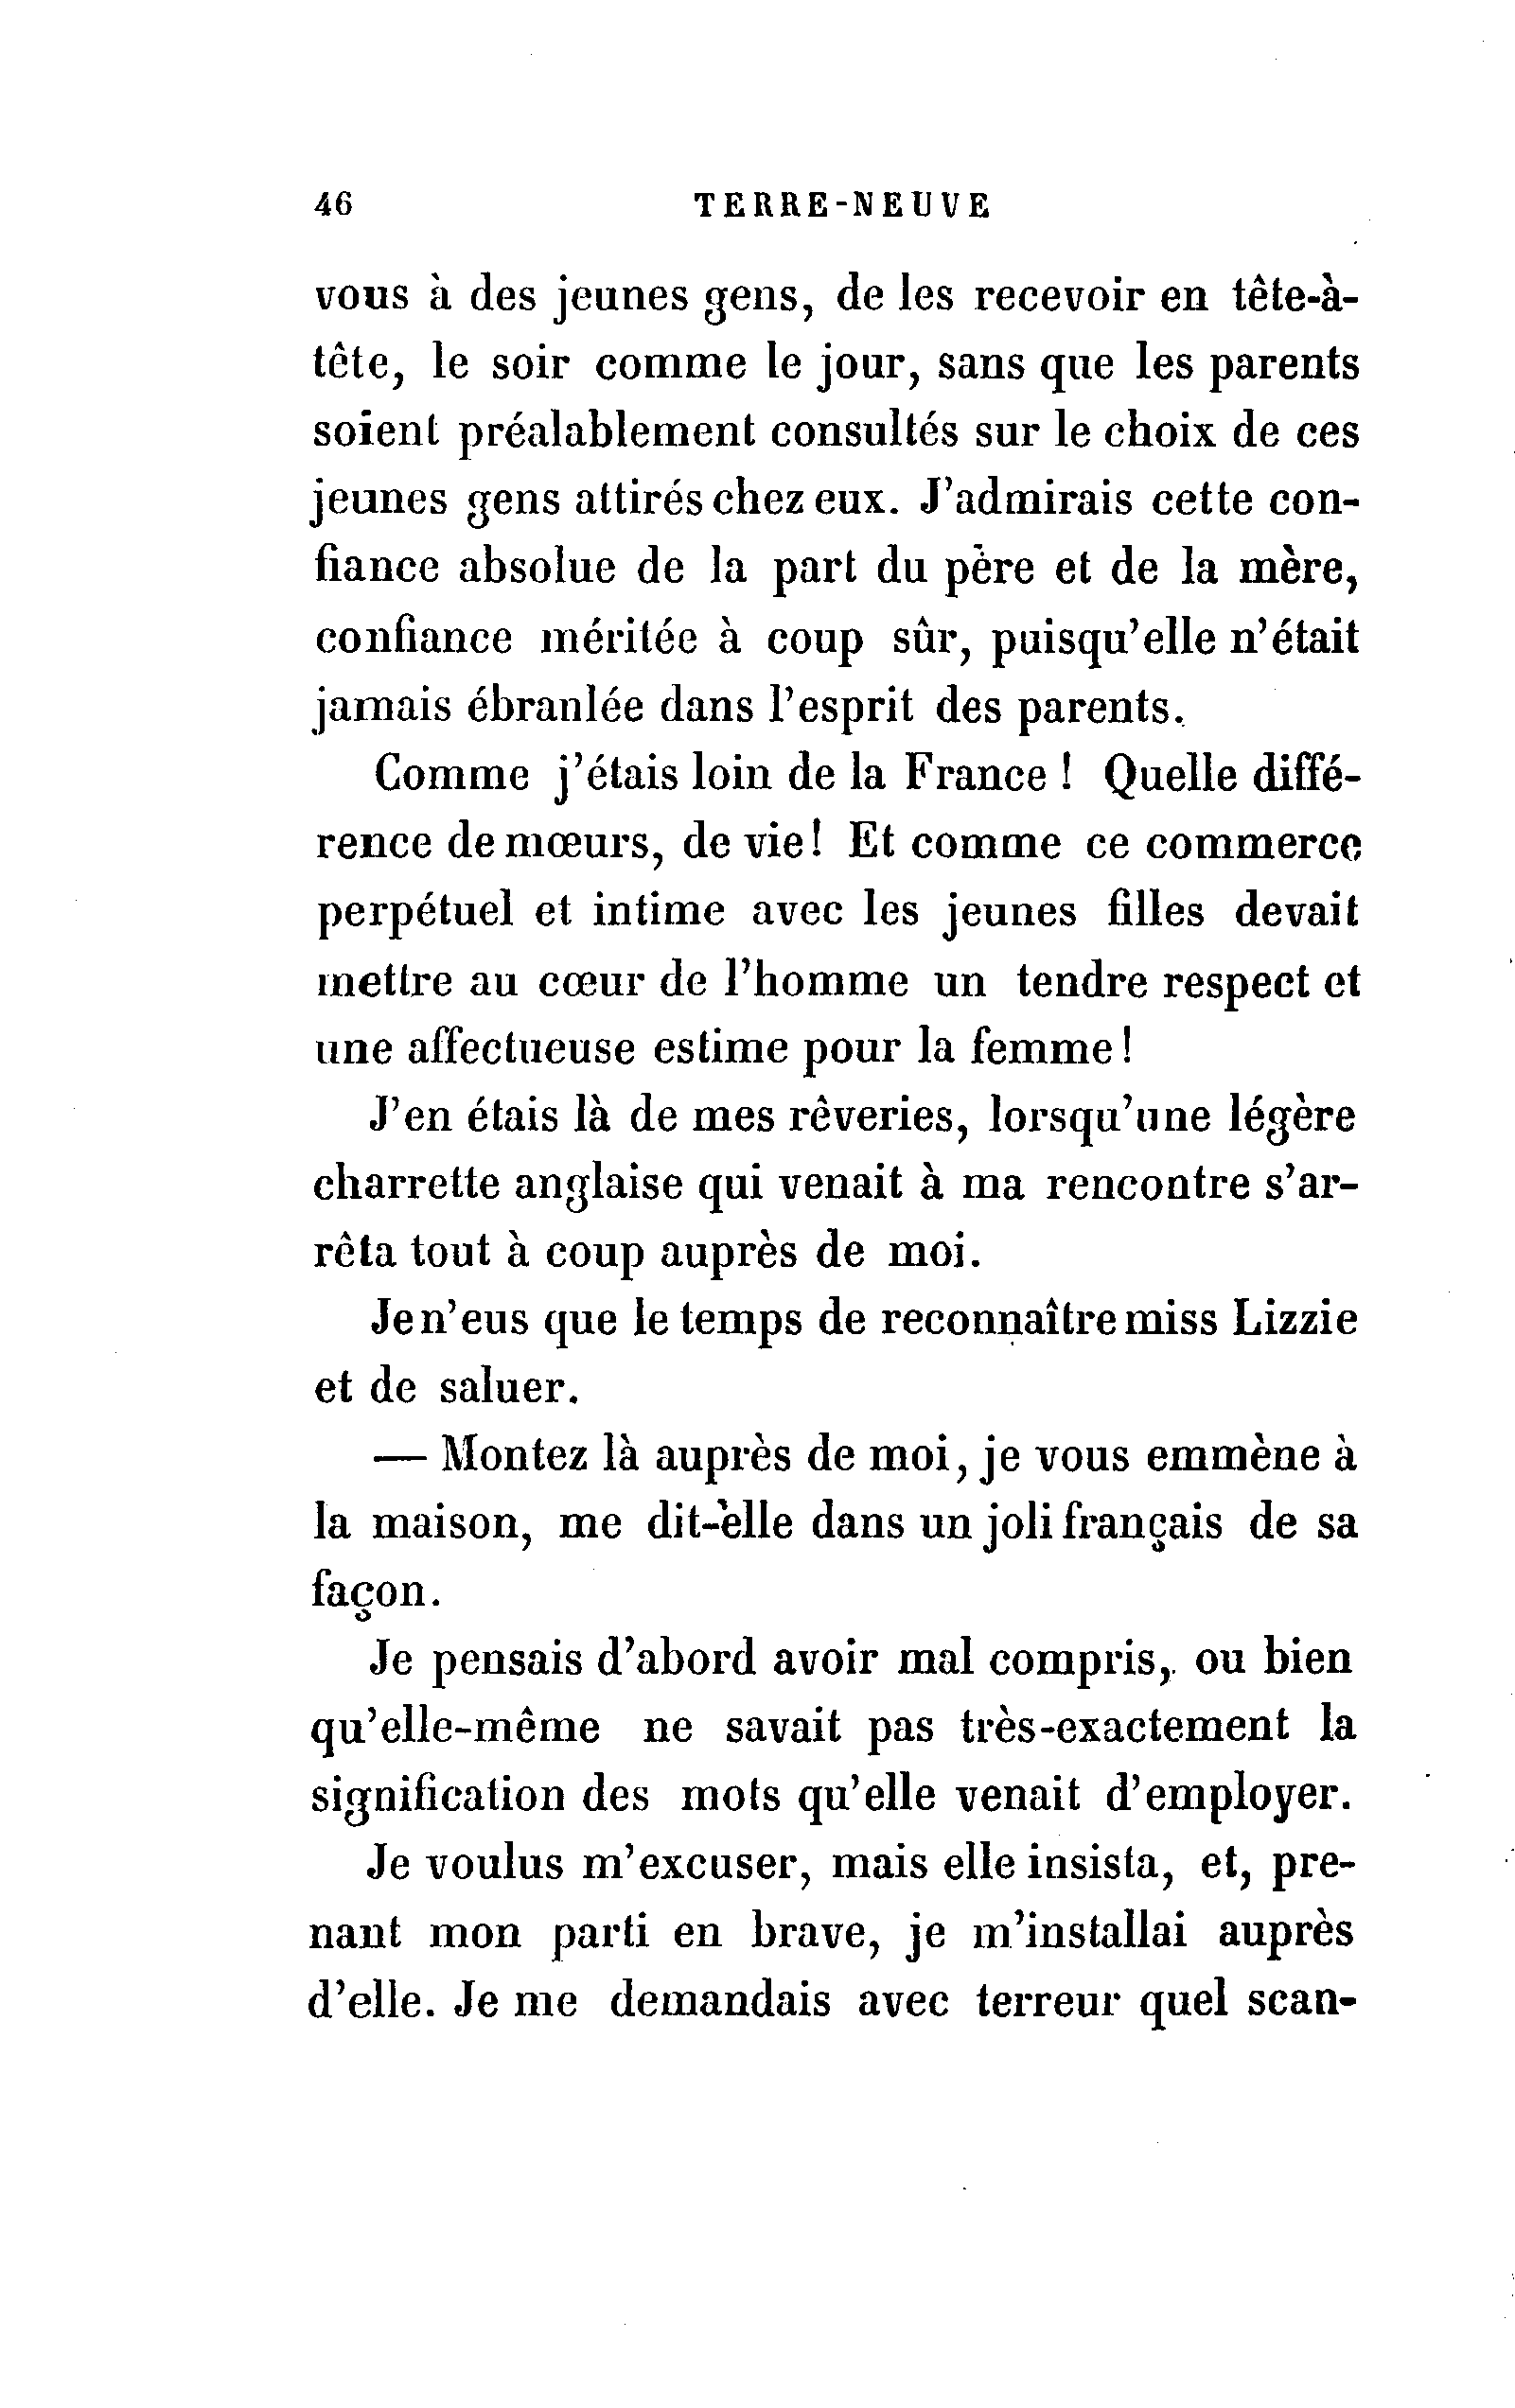 46 TERRE-NEUVE
vous à des jeunes gens, de les recevoir en tête-à-
tête, le soir comme le jour, sans que les parents
soient préalablement consultés sur le choix de ces
jeunes gens attirés chez eux. J'admirais cette con-
fiance absolue de la part du père et de la mère,
confiance méritée à coup sûr, puisqu'elle n'était
jamais ébranlée dans l'esprit des parents.
Comme j'étais loin de la France ! Quelle diffé-
rence de mœurs, de vie! Et comme ce commerce
perpétuel et intime avec les jeunes filles devait
mettre au cœur de l'homme un tendre respect et
une affectueuse estime pour la femme!
J'en étais là de mes rêveries, lorsqu'une légère
charrette anglaise qui venait à ma rencontre s'ar-
rêta tout à coup auprès de moi.
Je n'eus que le temps de reconnaître miss Lizzie
et de saluer.
— Montez là auprès de moi, je vous emmène à
la maison, me dit-elle dans un joli français de sa
façon.
Je pensais d'abord avoir mal compris, ou bien
qu'elle-même ne savait pas très-exactement la
signification des mots qu'elle venait d'employer.
Je voulus m'excuser, mais elle insista, et, pre-
nant mon parti en brave, je m'installai auprès
d'elle. Je me demandais avec terreur quel scan-